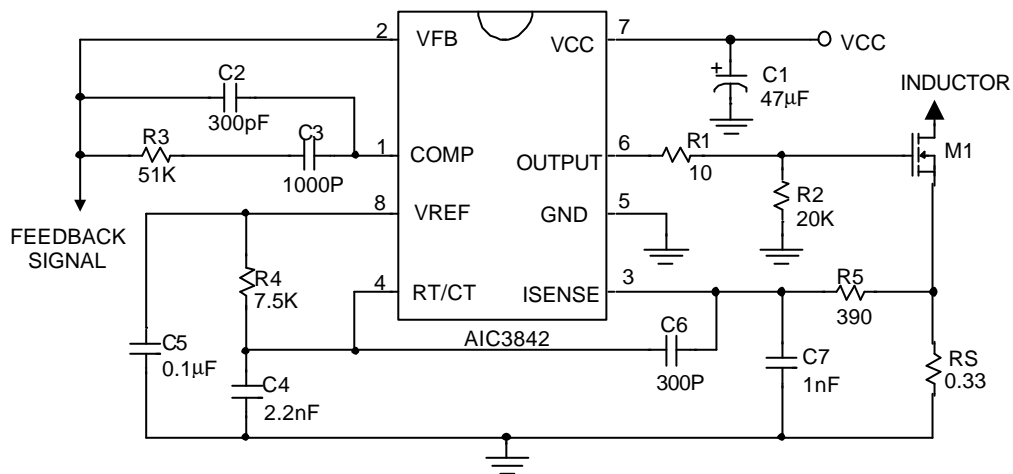 2
VFB
VCC
7
VCC
C2
300pF
C1
+
47μF
INDUCTOR
R3
51K
C3
1000P
1
COMP
OUTPUT
6
R1
10
M1
8
VREF
GND
5
R2
20K
FEEDBACK
SIGNAL
R4
7.5K
4
RT/CT
ISENSE
3
R5
390
AIC3842
C5
0.1μF
C4
2.2nF
C6
300P
C7
1nF
RS
0.33